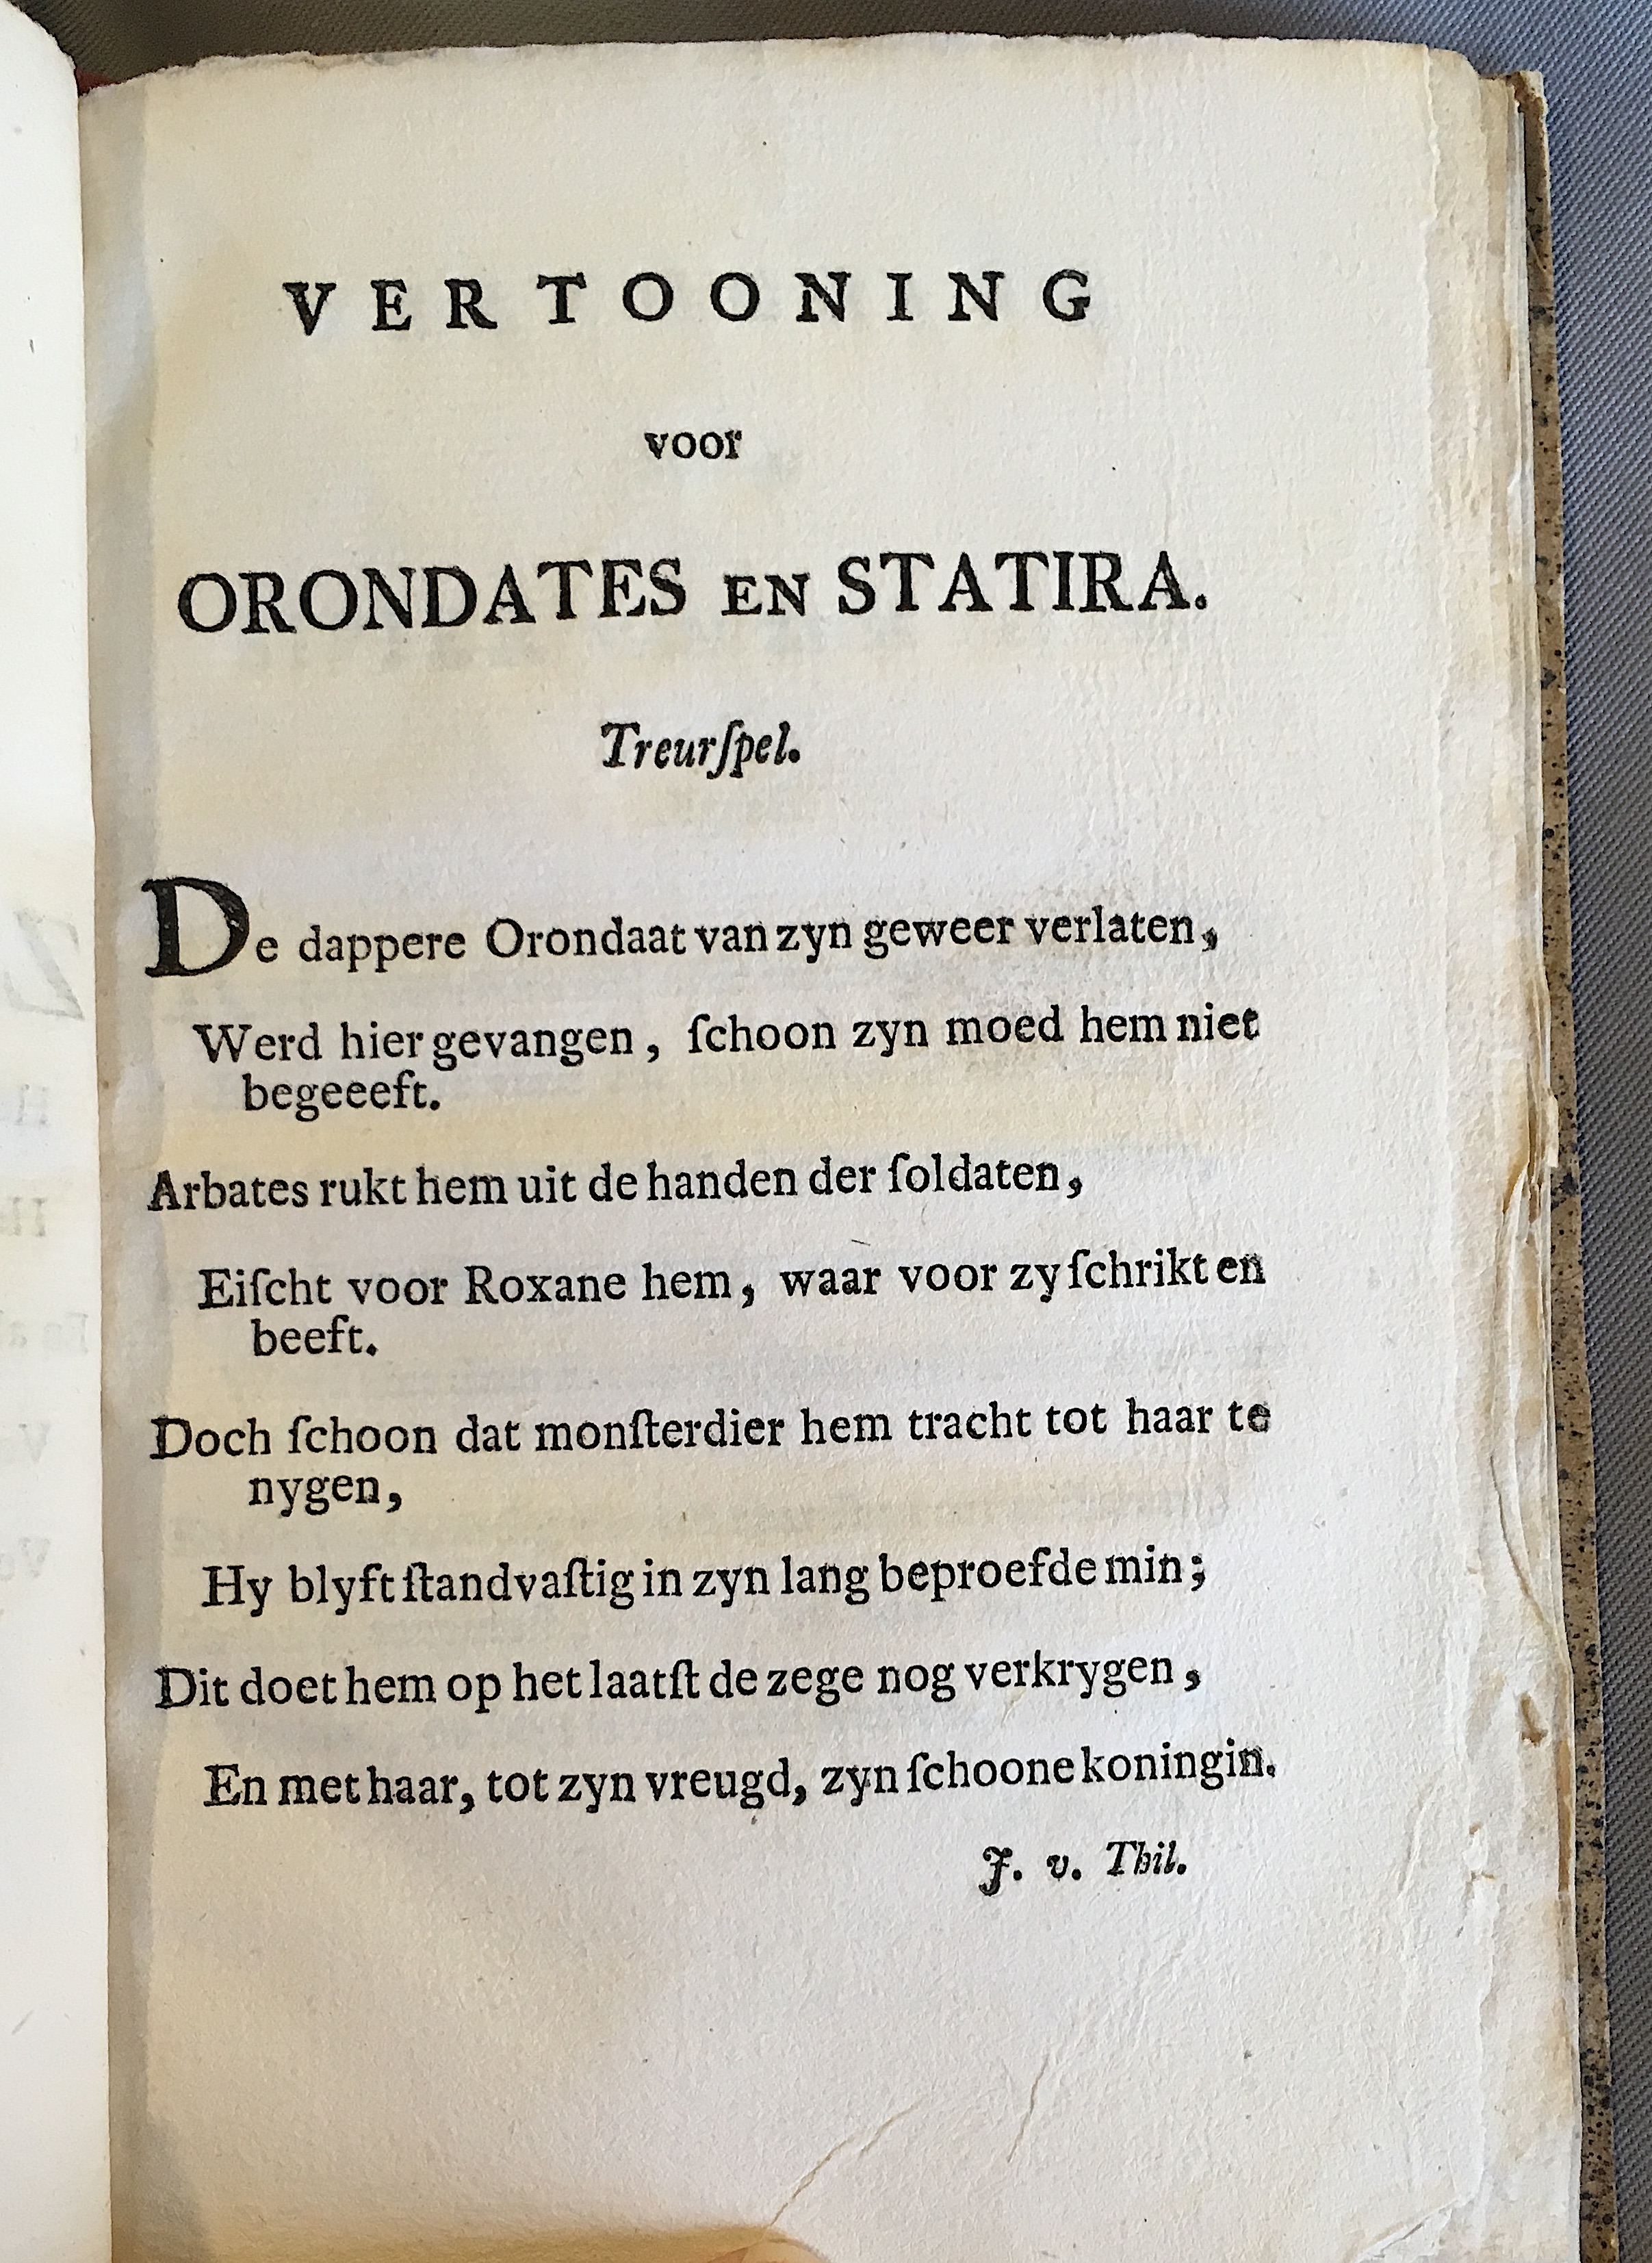 VERTOONING
voor
ORONDATES EN STATIRA.
Treurſpel.
De dappere Orondaat van zyn geweer verlaten,
Werd hier gevangen, ſchoon zyn moed hem niet
begeeeft.
Arbates rukt hem uit de handen der ſoldaten,
Eiſcht voor Roxane hem, waar voor zy ſchrikt en
beeft.
Doch ſchoon dat monſterdier hem tracht tot haar te
nygen,
Hy blyft ſtandvaſtig in zyn lang beproefde min;
Dit doet hem op het laatſt de zege nog verkrygen,
En met haar, tot zyn vreugd, zyn ſchoone koningin.
J. v. Thil.